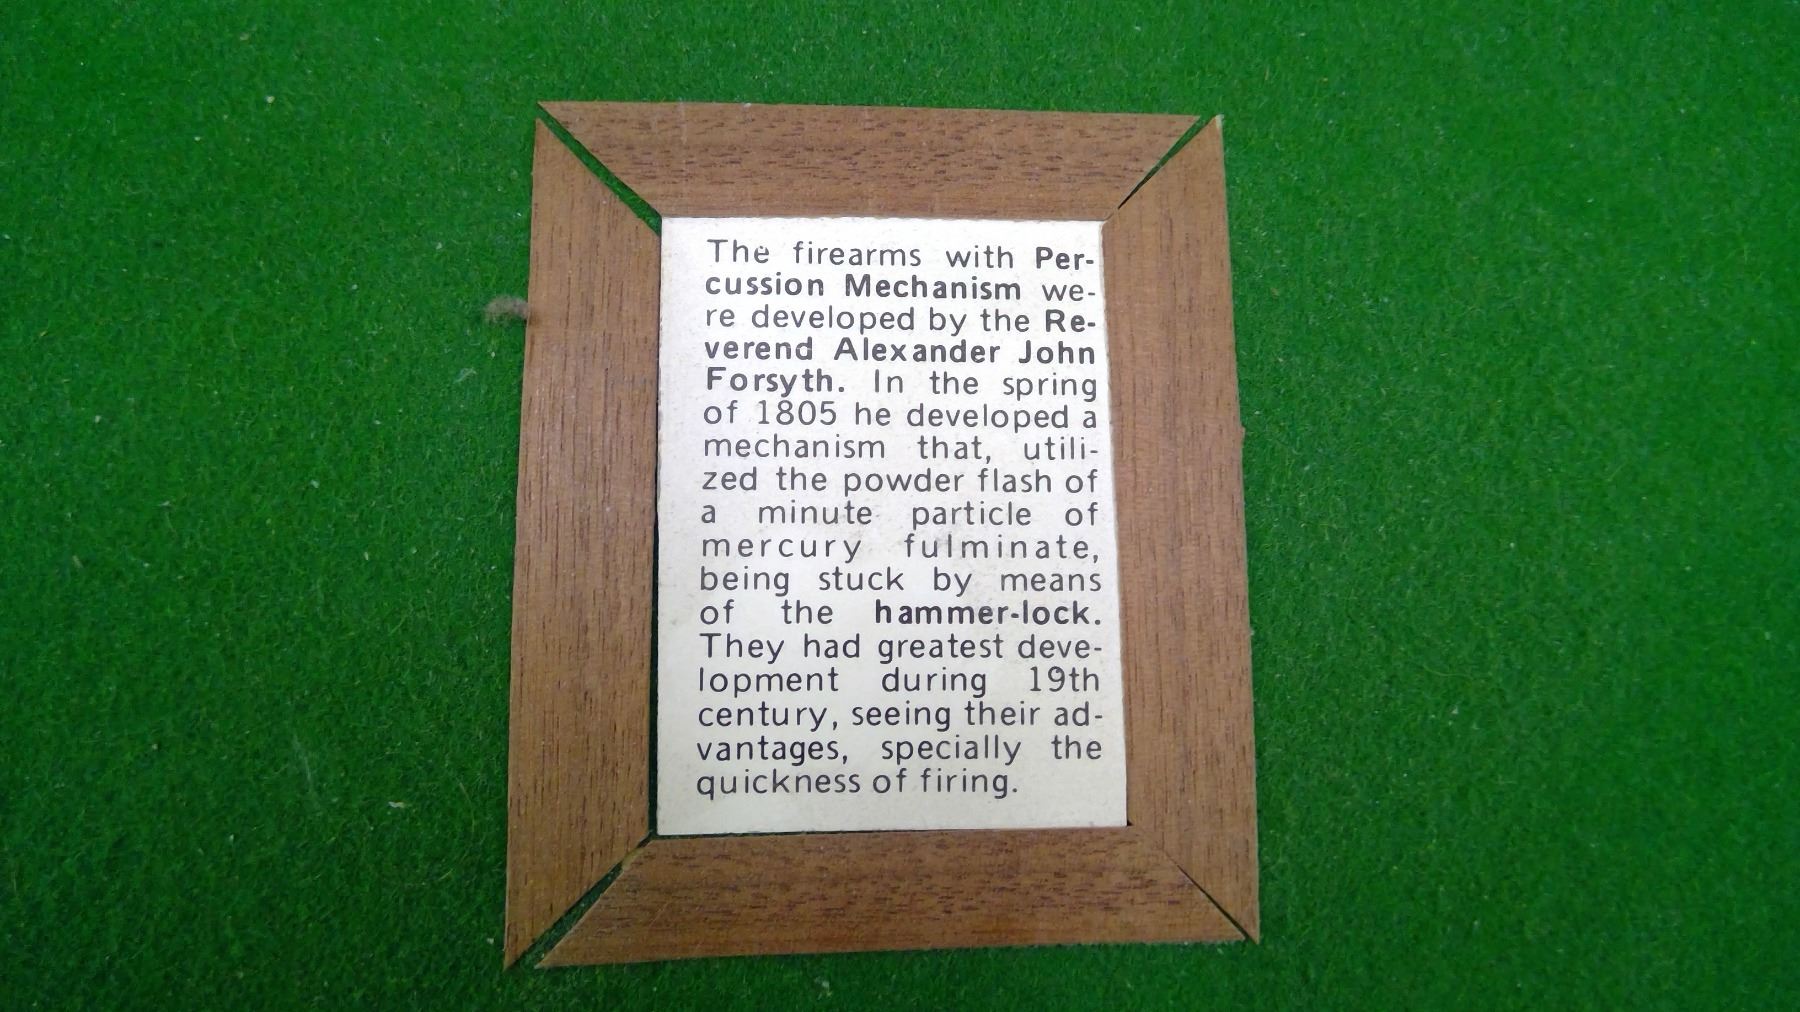 The firearms with Per-
cussion Mechanism we-
re developed by the Re-
verend Alexander John
Forsyth. In the spring
of 1805 he developed a
mechanism that, utili-
zed the powder flash of
a minute particle of
mercury fulminate,
being stuck by means
of the hammer-lock.
They had greatest deve-
lopment during 19th
century, seeing their ad-
vantages, specially the
quickness of firing.